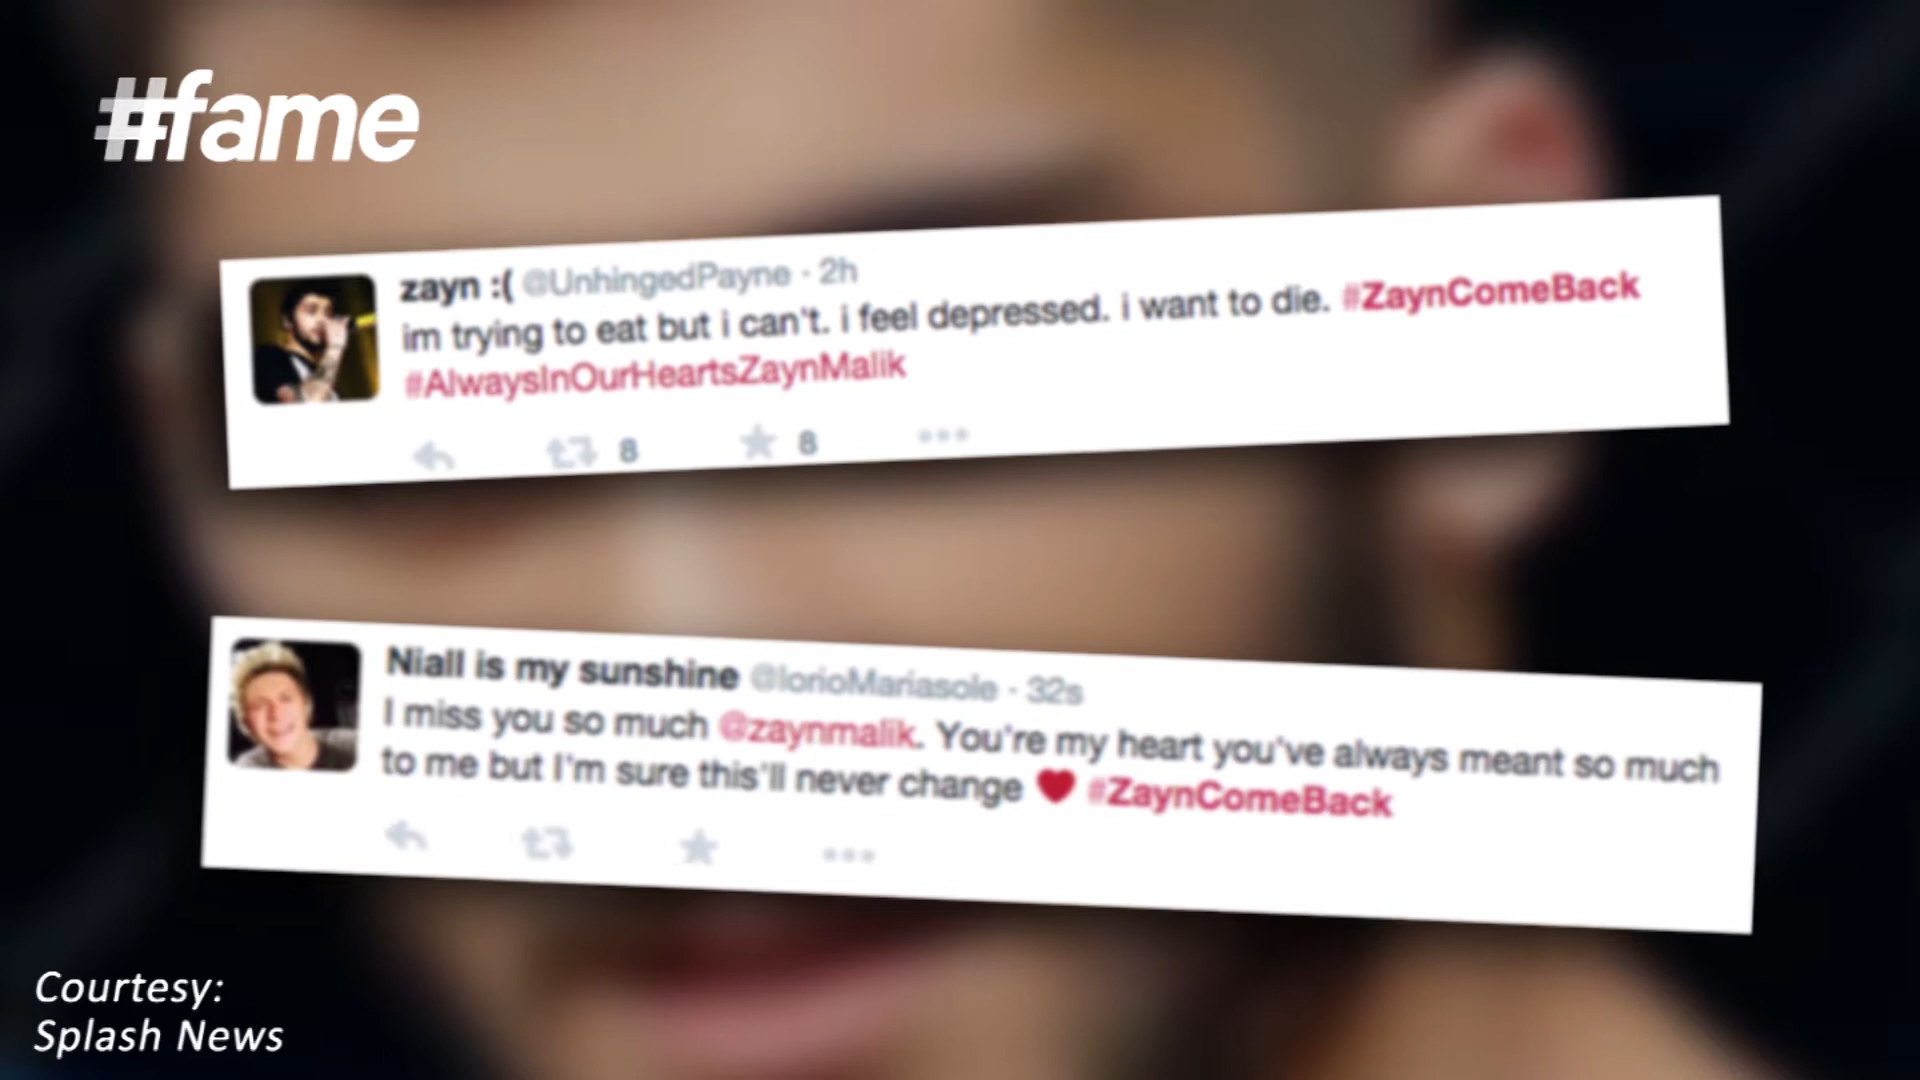 #fame
zayn :( @UnhingedPayne · 2h
im trying to eat but i can't. i feel depressed. i want to die. #ZaynComeBack
#AlwaysInOurHeartsZaynMalik
8 8
Niall is my sunshine @IorioMariasole · 32s
I miss you so much @zaynmalik. You're my heart you've always meant so much
to me but I'm sure this'll never change ❤ #ZaynComeBack
Courtesy:
Splash News